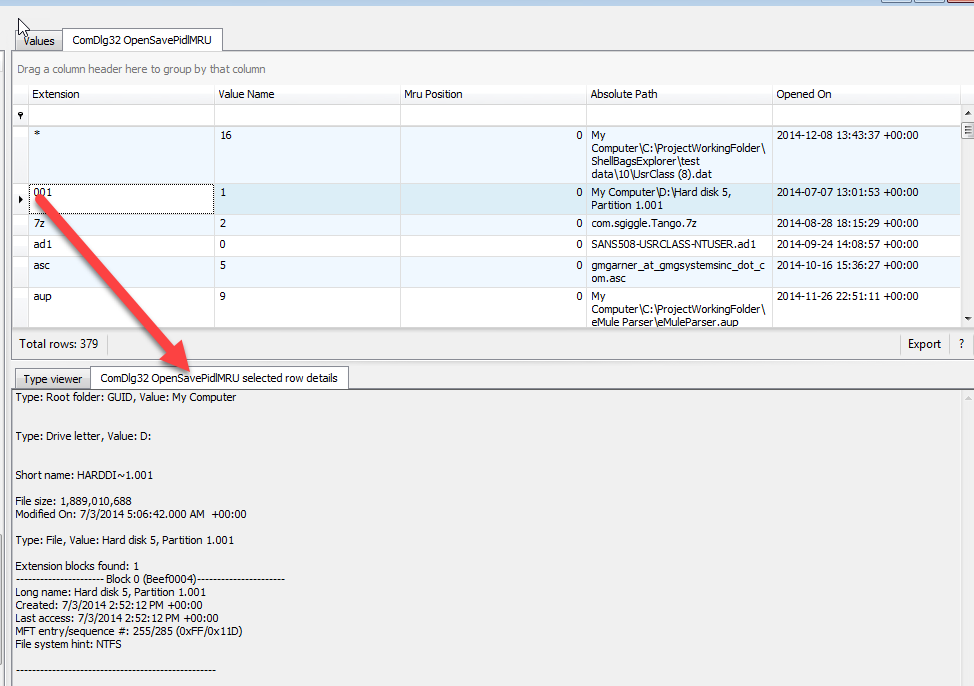 Values ComDlg32 OpenSavePidlMRU
Drag a column header here to group by that column
Extension Value Name Mru Position Absolute Path Opened On
* 16 0 My 2014-12-08 13:43:37 +00:00
Computer\C:\ProjectWorkingFolder\
ShellBagsExplorer\test
data\10\UsrClass (8).dat
001 1 0 My Computer\D:\Hard disk 5, 2014-07-07 13:01:53 +00:00
Partition 1.001
7z 2 0 com.sgiggle.Tango.7z 2014-08-28 18:15:29 +00:00
ad1 0 0 SANS508-USRCLASS-NTUSER.ad1 2014-09-24 14:08:57 +00:00
asc 5 0 gmgarner_at_gmgsystemsinc_dot_c 2014-10-16 15:36:27 +00:00
om.asc
aup 9 0 My 2014-11-26 22:51:11 +00:00
Computer\C:\ProjectWorkingFolder\
eMule Parser\eMuleParser.aup
Total rows: 379 Export ?
Type viewer ComDlg32 OpenSavePidlMRU selected row details
Type: Root folder: GUID, Value: My Computer
Type: Drive letter, Value: D:
Short name: HARDDI~1.001
File size: 1,889,010,688
Modified On: 7/3/2014 5:06:42.000 AM +00:00
Type: File, Value: Hard disk 5, Partition 1.001
Extension blocks found: 1
---------------------- Block 0 (Beef0004)----------------------
Long name: Hard disk 5, Partition 1.001
Created: 7/3/2014 2:52:12 PM +00:00
Last access: 7/3/2014 2:52:12 PM +00:00
MFT entry/sequence #: 255/285 (0xFF/0x11D)
File system hint: NTFS
--------------------------------------------------